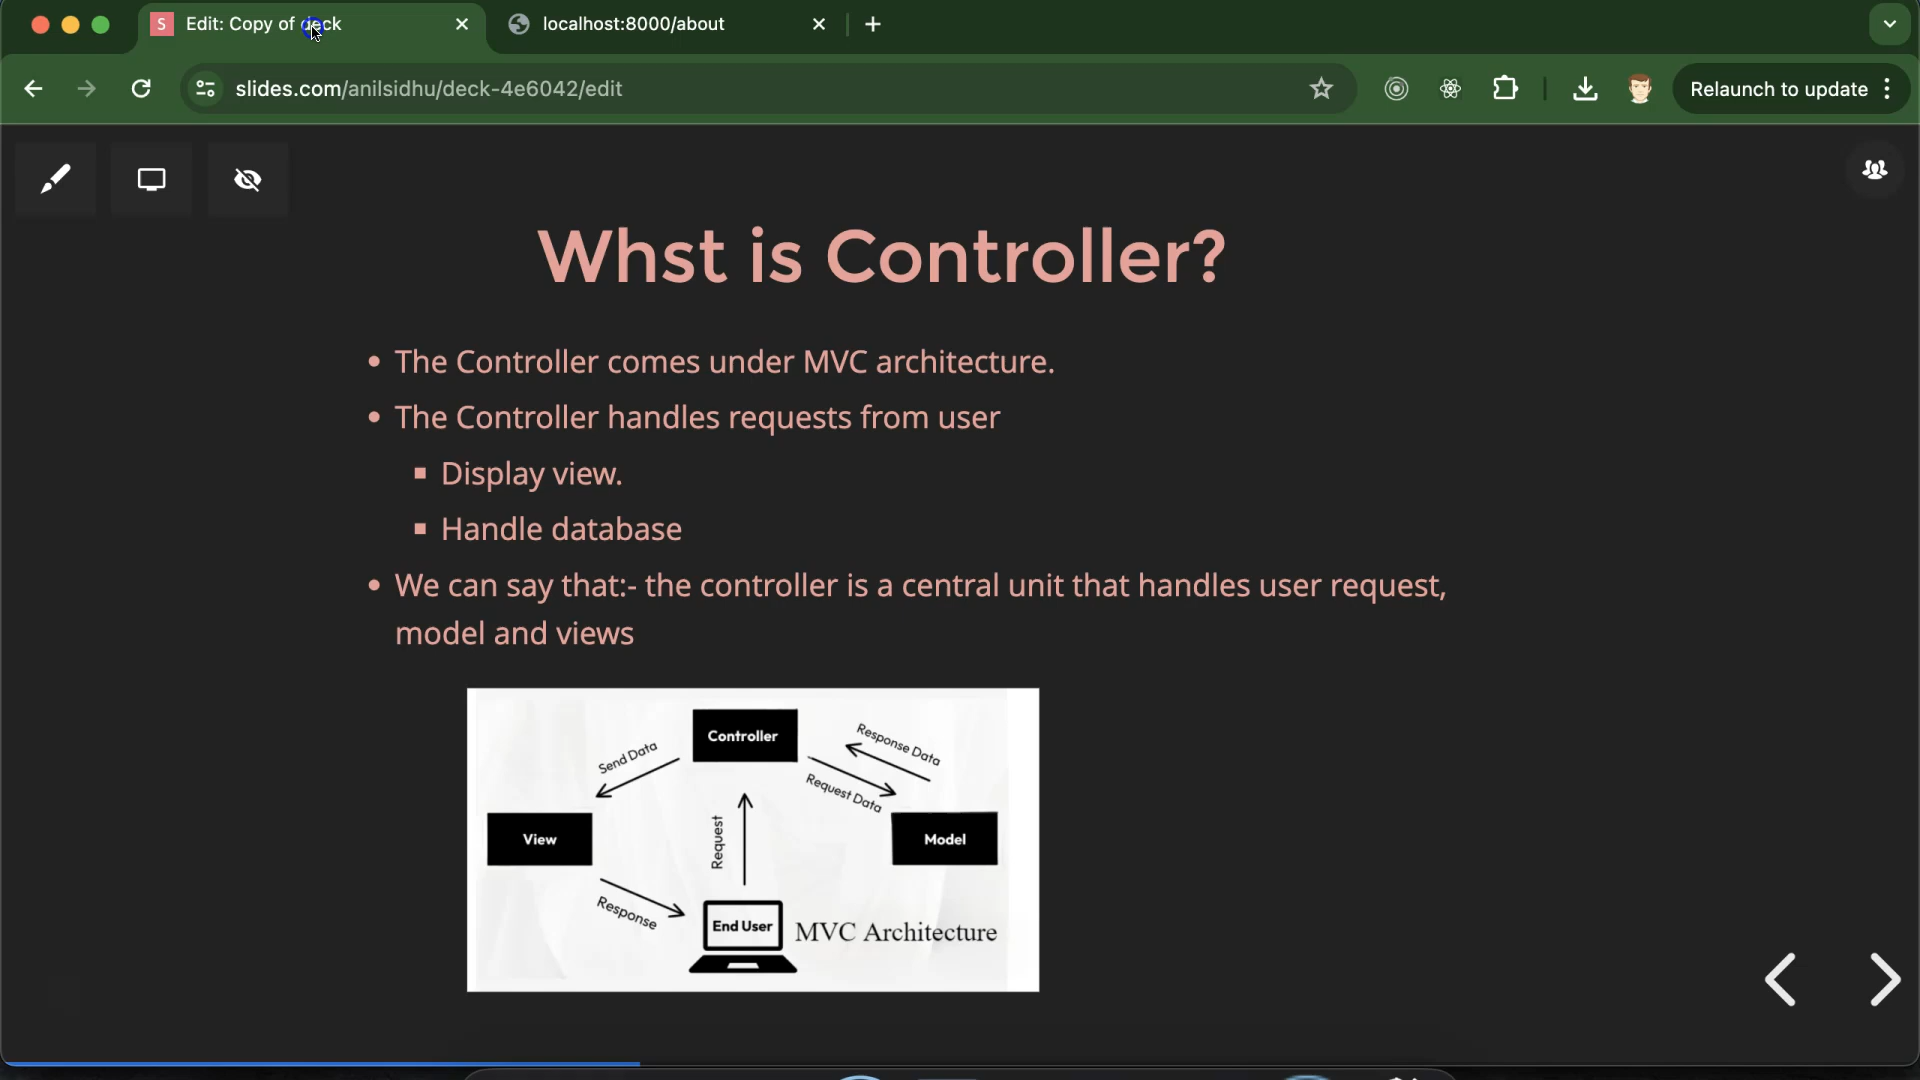 S Edit: Copy of deck
localhost:8000/about
slides.com/anilsidhu/deck-4e6042/edit
Relaunch to update
Whst is Controller?
The Controller comes under MVC architecture.
The Controller handles requests from user
Display view.
Handle database
We can say that:- the controller is a central unit that handles user request,
model and views
Controller
Send Data
Response Data
Request Data
View
Request
Model
Response
End User
MVC Architecture